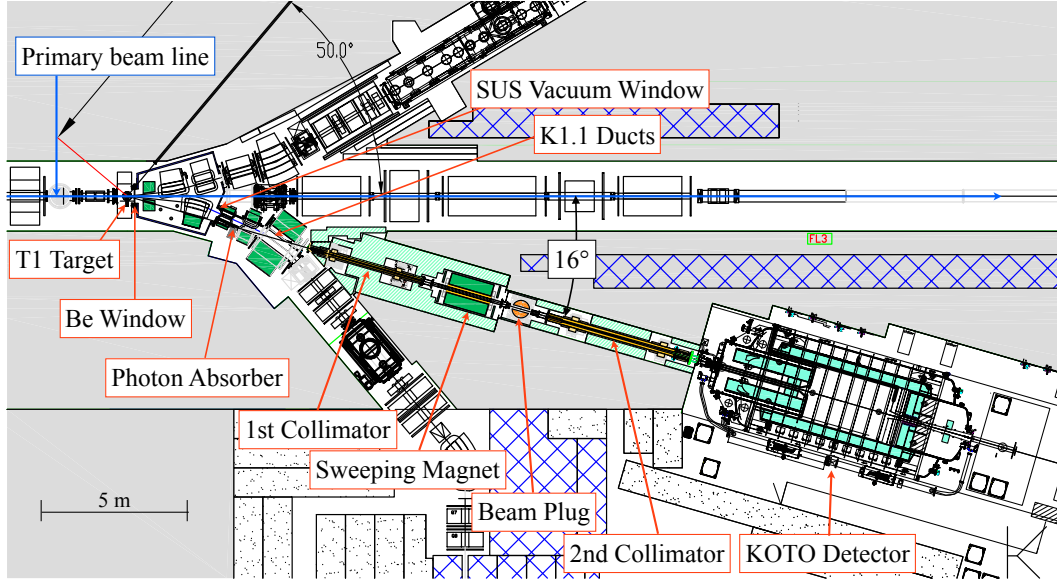 Primary beam line
50.0°
SUS Vacuum Window
K1.1 Ducts
T1 Target
FL3
16°
Be Window
Photon Absorber
1st Collimator
Sweeping Magnet
5 m
Beam Plug
2nd Collimator
KOTO Detector